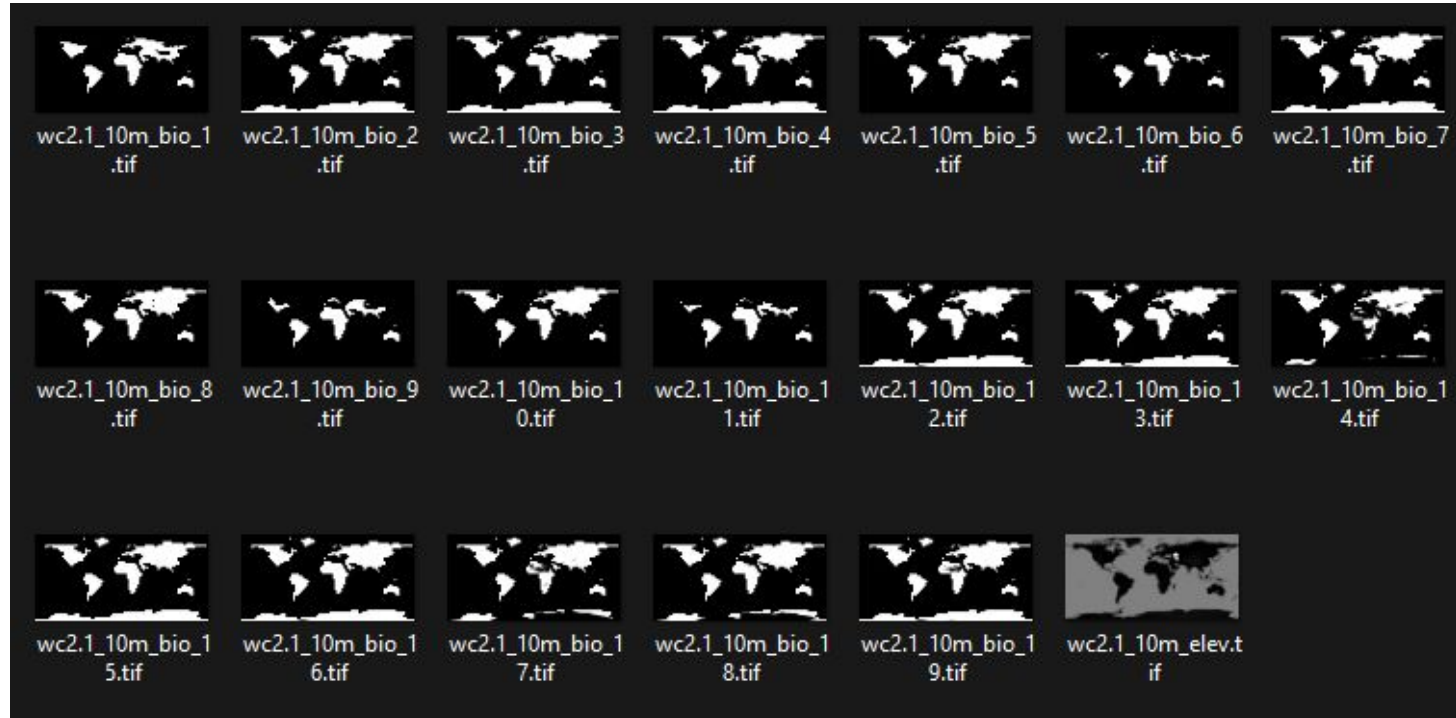 wc2.1_10m_bio_1
.tif
wc2.1_10m_bio_2
.tif
wc2.1_10m_bio_3
.tif
wc2.1_10m_bio_4
.tif
wc2.1_10m_bio_5
.tif
wc2.1_10m_bio_6
.tif
wc2.1_10m_bio_7
.tif
wc2.1_10m_bio_8
.tif
wc2.1_10m_bio_9
.tif
wc2.1_10m_bio_1
0.tif
wc2.1_10m_bio_1
1.tif
wc2.1_10m_bio_1
2.tif
wc2.1_10m_bio_1
3.tif
wc2.1_10m_bio_1
4.tif
wc2.1_10m_bio_1
5.tif
wc2.1_10m_bio_1
6.tif
wc2.1_10m_bio_1
7.tif
wc2.1_10m_bio_1
8.tif
wc2.1_10m_bio_1
9.tif
wc2.1_10m_elev.t
if